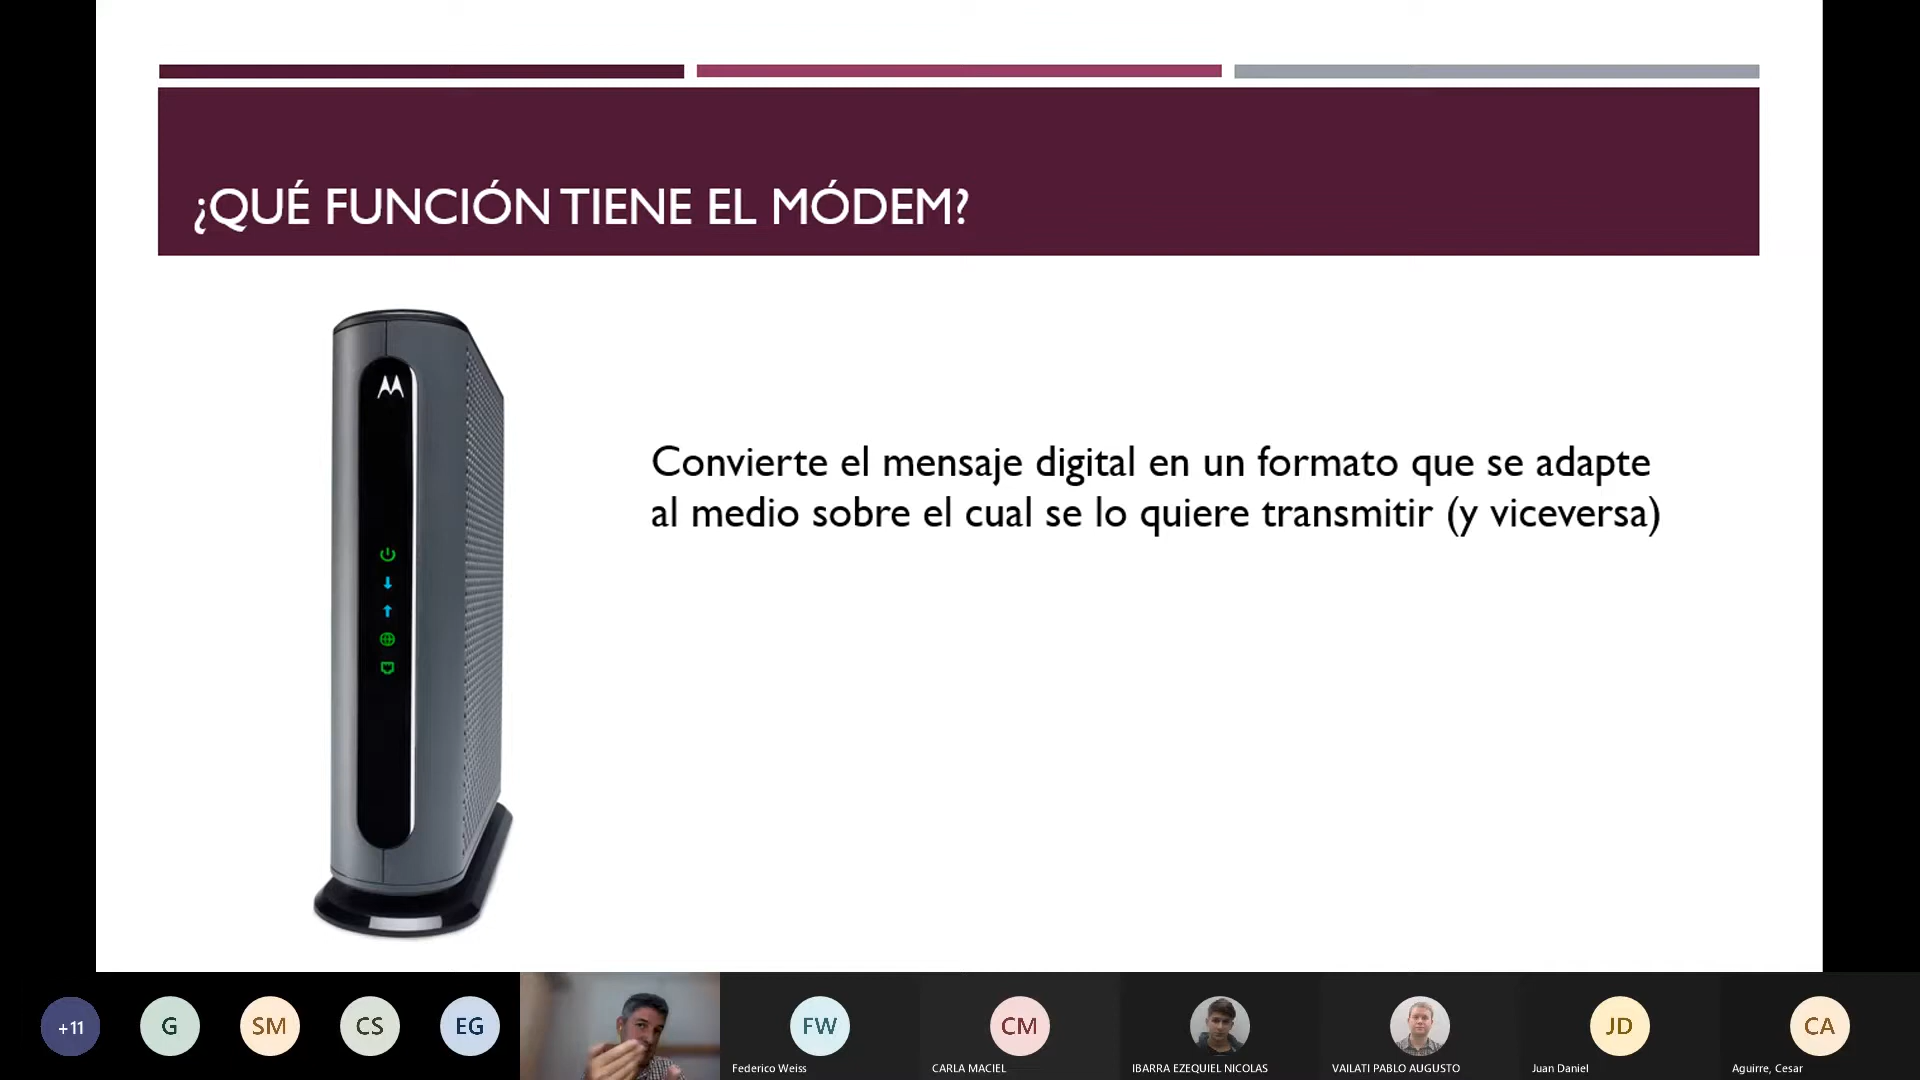 ¿QUÉ FUNCIÓN TIENE EL MÓDEM?
Convierte el mensaje digital en un formato que se adapte
al medio sobre el cual se lo quiere transmitir (y viceversa)
+11
G
SM
CS
EG
FW
Federico Weiss
CM
CARLA MACIEL
IBARRA EZEQUIEL NICOLAS
VAILATI PABLO AUGUSTO
JD
Juan Daniel
CA
Aguirre, Cesar